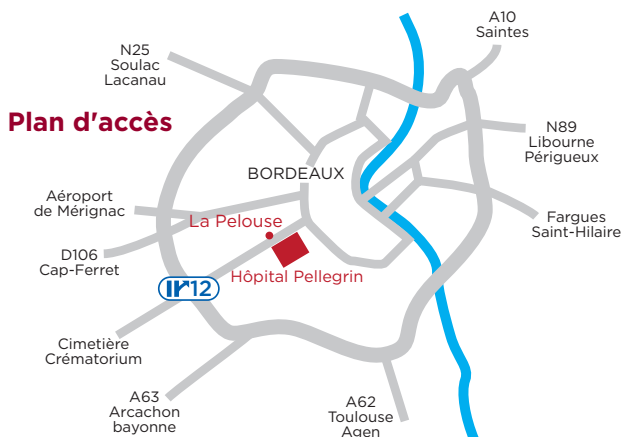 A10
Saintes
N25
Soulac
Lacanau
Plan d'accès
N89
Libourne
Périgueux
BORDEAUX
Aéroport
de Mérignac
La Pelouse
Fargues
Saint-Hilaire
D106
Cap-Ferret
Hôpital Pellegrin
12
Cimetière
Crématorium
A63
Arcachon
bayonne
A62
Toulouse
Agen